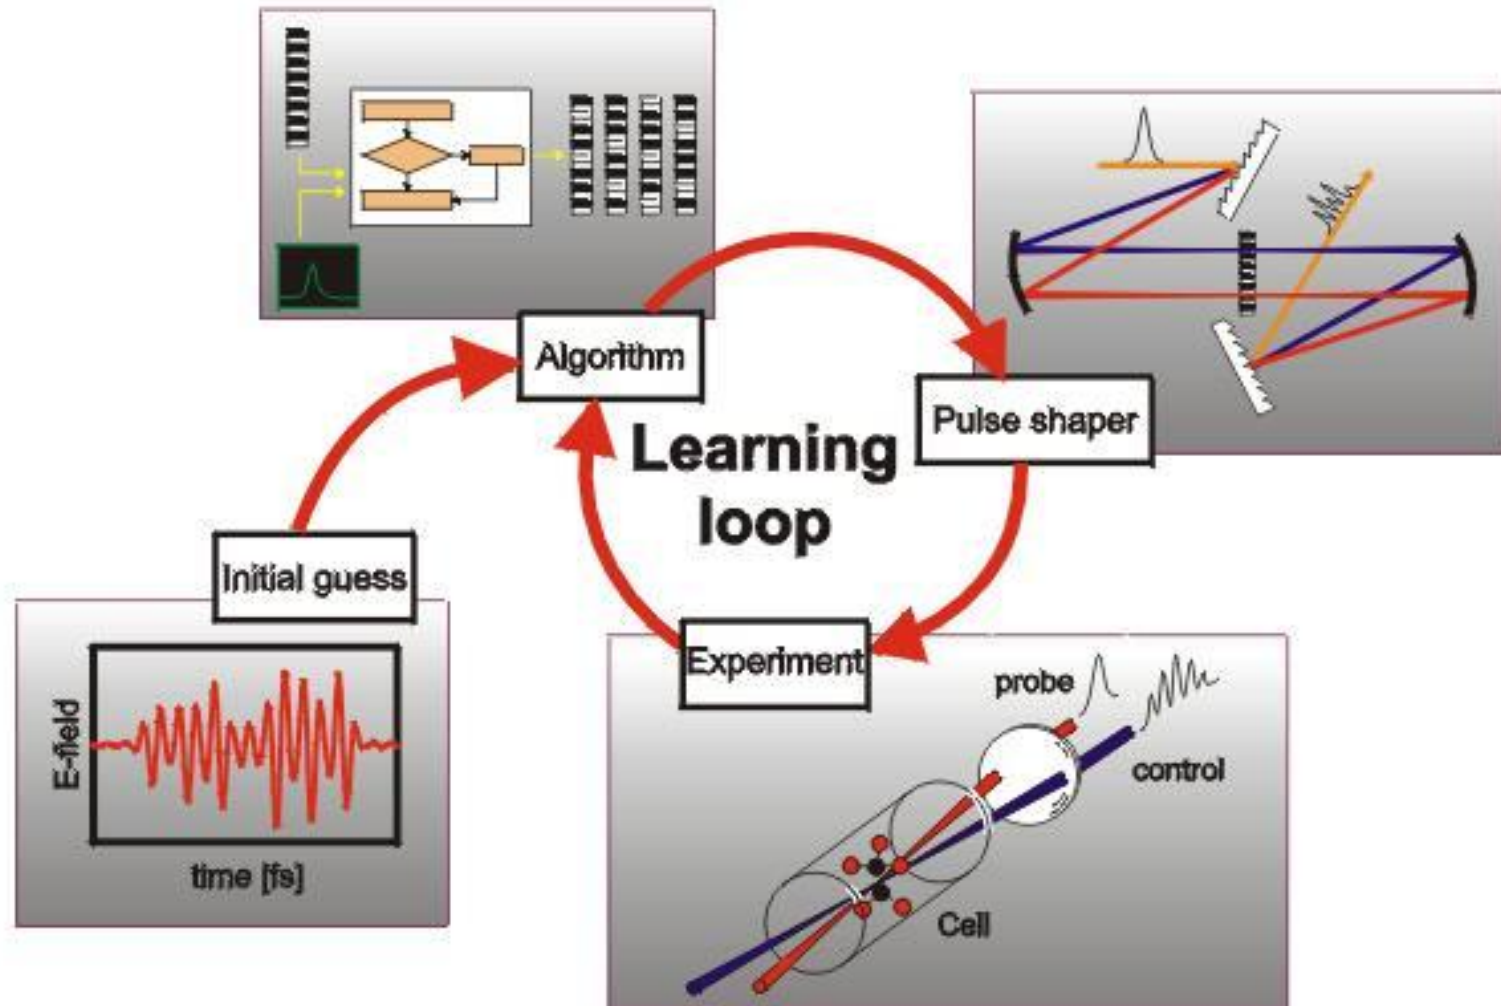 Algorithm
Pulse shaper
Learning
loop
Initial guess
Experiment
E-field
time [fs]
probe
control
Cell